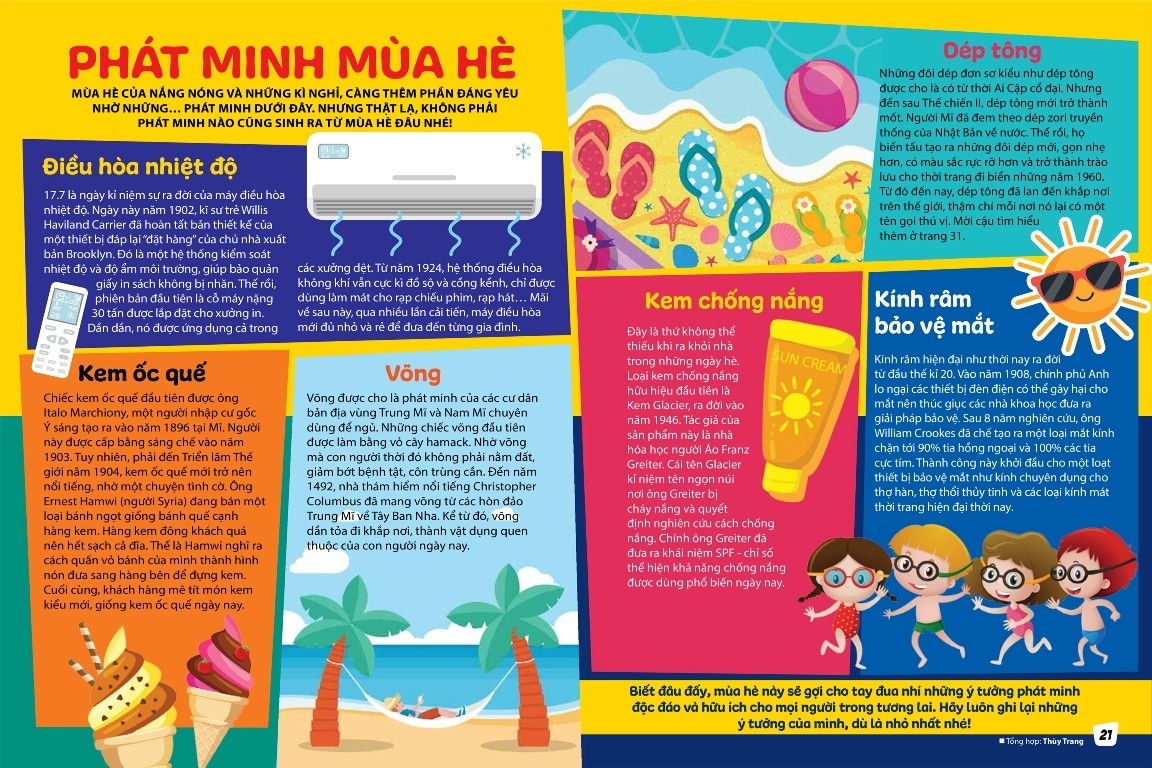 PHÁT MINH MÙA HÈ
MÙA HÈ CỦA NẮNG NÓNG VÀ NHỮNG KÌ NGHỈ, CÀNG THÊM PHẦN ĐÁNG YÊU
NHỜ NHỮNG... PHÁT MINH DƯỚI ĐÂY. NHƯNG THẬT LẠ, KHÔNG PHẢI
PHÁT MINH NÀO CŨNG SINH RA TỪ MÙA HÈ ĐÂU NHÉ!
Điều hòa nhiệt độ
17.7 là ngày kỉ niệm sự ra đời của máy điều hòa
nhiệt độ. Ngày này năm 1902, kĩ sư trẻ Willis
Haviland Carrier đã hoàn tất bản thiết kế của
một thiết bị đáp lại “đặt hàng” của chủ nhà xuất
bản Brooklyn. Đó là một hệ thống kiểm soát
nhiệt độ và độ ẩm môi trường, giúp bảo quản
giấy in sách không bị nhăn. Thế rồi,
phiên bản đầu tiên là cỗ máy nặng
30 tấn được lắp đặt cho xưởng in.
Dần dần, nó được ứng dụng cả trong
các xưởng dệt. Từ năm 1924, hệ thống điều hòa
không khí vẫn cực kì đồ sộ và cồng kềnh, chỉ được
dùng làm mát cho rạp chiếu phim, rạp hát… Mãi
về sau này, qua nhiều lần cải tiến, máy điều hòa
mới đủ nhỏ và rẻ để đưa đến từng gia đình.
Kem ốc quế
Chiếc kem ốc quế đầu tiên được ông
Italo Marchiony, một người nhập cư gốc
Ý sáng tạo ra vào năm 1896 tại Mĩ. Người
này được cấp bằng sáng chế vào năm
1903. Tuy nhiên, phải đến Triển lãm Thế
giới năm 1904, kem ốc quế mới trở nên
nổi tiếng, nhờ một chuyện tình cờ. Ông
Ernest Hamwi (người Syria) đang bán một
loại bánh ngọt giống bánh quế cạnh
hàng kem. Hàng kem đông khách quá
nên hết sạch cả đĩa. Thế là Hamwi nghĩ ra
cách quấn vỏ bánh của mình thành hình
nón đưa sang hàng bên để đựng kem.
Cuối cùng, khách hàng mê tít món kem
kiểu mới, giống kem ốc quế ngày nay.
Võng
Võng được cho là phát minh của các cư dân
bản địa vùng Trung Mĩ và Nam Mĩ chuyên
dùng để ngủ. Những chiếc võng đầu tiên
được làm bằng vỏ cây hamack. Nhờ võng
mà con người thời đó không phải nằm đất,
giảm bớt bệnh tật, côn trùng cắn. Đến năm
1492, nhà thám hiểm nổi tiếng Christopher
Columbus đã mang võng từ các hòn đảo
Trung Mĩ về Tây Ban Nha. Kể từ đó, võng
dần tỏa đi khắp nơi, thành vật dụng quen
thuộc của con người ngày nay.
Dép tông
Những đôi dép đơn sơ kiểu như dép tông
được cho là có từ thời Ai Cập cổ đại. Nhưng
đến sau Thế chiến II, dép tông mới trở thành
mốt. Người Mĩ đã đem theo dép zori truyền
thống của Nhật Bản về nước. Thế rồi, họ
biến tấu tạo ra những đôi dép mới, gọn nhẹ
hơn, có màu sắc rực rỡ hơn và trở thành trào
lưu cho thời trang đi biển những năm 1960.
Từ đó đến nay, dép tông đã lan đến khắp nơi
trên thế giới, thậm chí mỗi nơi nó lại có một
tên gọi thú vị. Mời cậu tìm hiểu
thêm ở trang 31.
Kem chống nắng
Đây là thứ không thể
thiếu khi ra khỏi nhà
trong những ngày hè.
Loại kem chống nắng
hữu hiệu đầu tiên là
Kem Glacier, ra đời vào
năm 1946. Tác giả của
sản phẩm này là nhà
hóa học người Áo Franz
Greiter. Cái tên Glacier
kỉ niệm tên ngọn núi
nơi ông Greiter bị
cháy nắng và quyết
định nghiên cứu cách chống
nắng. Chính ông Greiter đã
đưa ra khái niệm SPF - chỉ số
thể hiện khả năng chống nắng
được dùng phổ biến ngày nay.
SUN CREAM
Kính râm
bảo vệ mắt
Kính râm hiện đại như thời nay ra đời
từ đầu thế kỉ 20. Vào năm 1908, chính phủ Anh
lo ngại các thiết bị đèn điện có thể gây hại cho
mắt nên thúc giục các nhà khoa học đưa ra
giải pháp bảo vệ. Sau 8 năm nghiên cứu, ông
William Crookes đã chế tạo ra một loại mắt kính
chặn tới 90% tia hồng ngoại và 100% các tia
cực tím. Thành công này khởi đầu cho một loạt
thiết bị bảo vệ mắt như kính chuyên dụng cho
thợ hàn, thợ thổi thủy tinh và các loại kính mát
thời trang hiện đại thời nay.
Biết đâu đấy, mùa hè này sẽ gợi cho tay đua nhí những ý tưởng phát minh
độc đáo và hữu ích cho mọi người trong tương lai. Hãy luôn ghi lại những
ý tưởng của mình, dù là nhỏ nhất nhé!
Tổng hợp: Thùy Trang
21